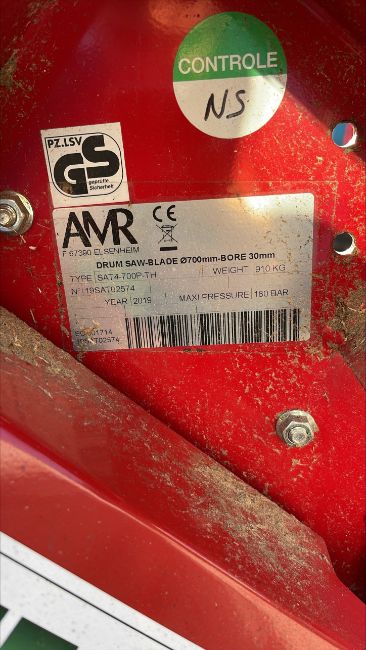 CONTROLE
NS
PZ.LSV
GS
geprüfte
Sicherheit
AMR CE
F 67390 ELSENHEIM
DRUM SAW-BLADE Ø700mm-BORE 30mm
TYPE SAT4-700P-TH WEIGHT 910 KG
N° 19SAT02574
YEAR 2019 MAXI PRESSURE 180 BAR